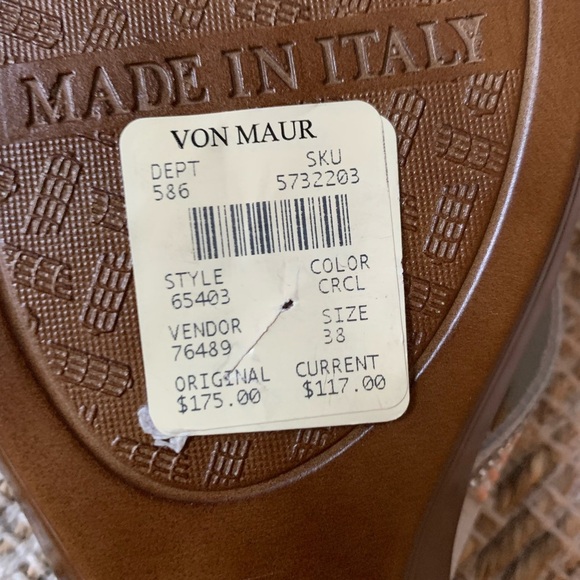 MADE IN ITALY
VON MAUR
DEPT SKU
586 5732203
STYLE COLOR
65403 CRCL
VENDOR SIZE
76489 38
ORIGINAL CURRENT
$175.00 $117.00